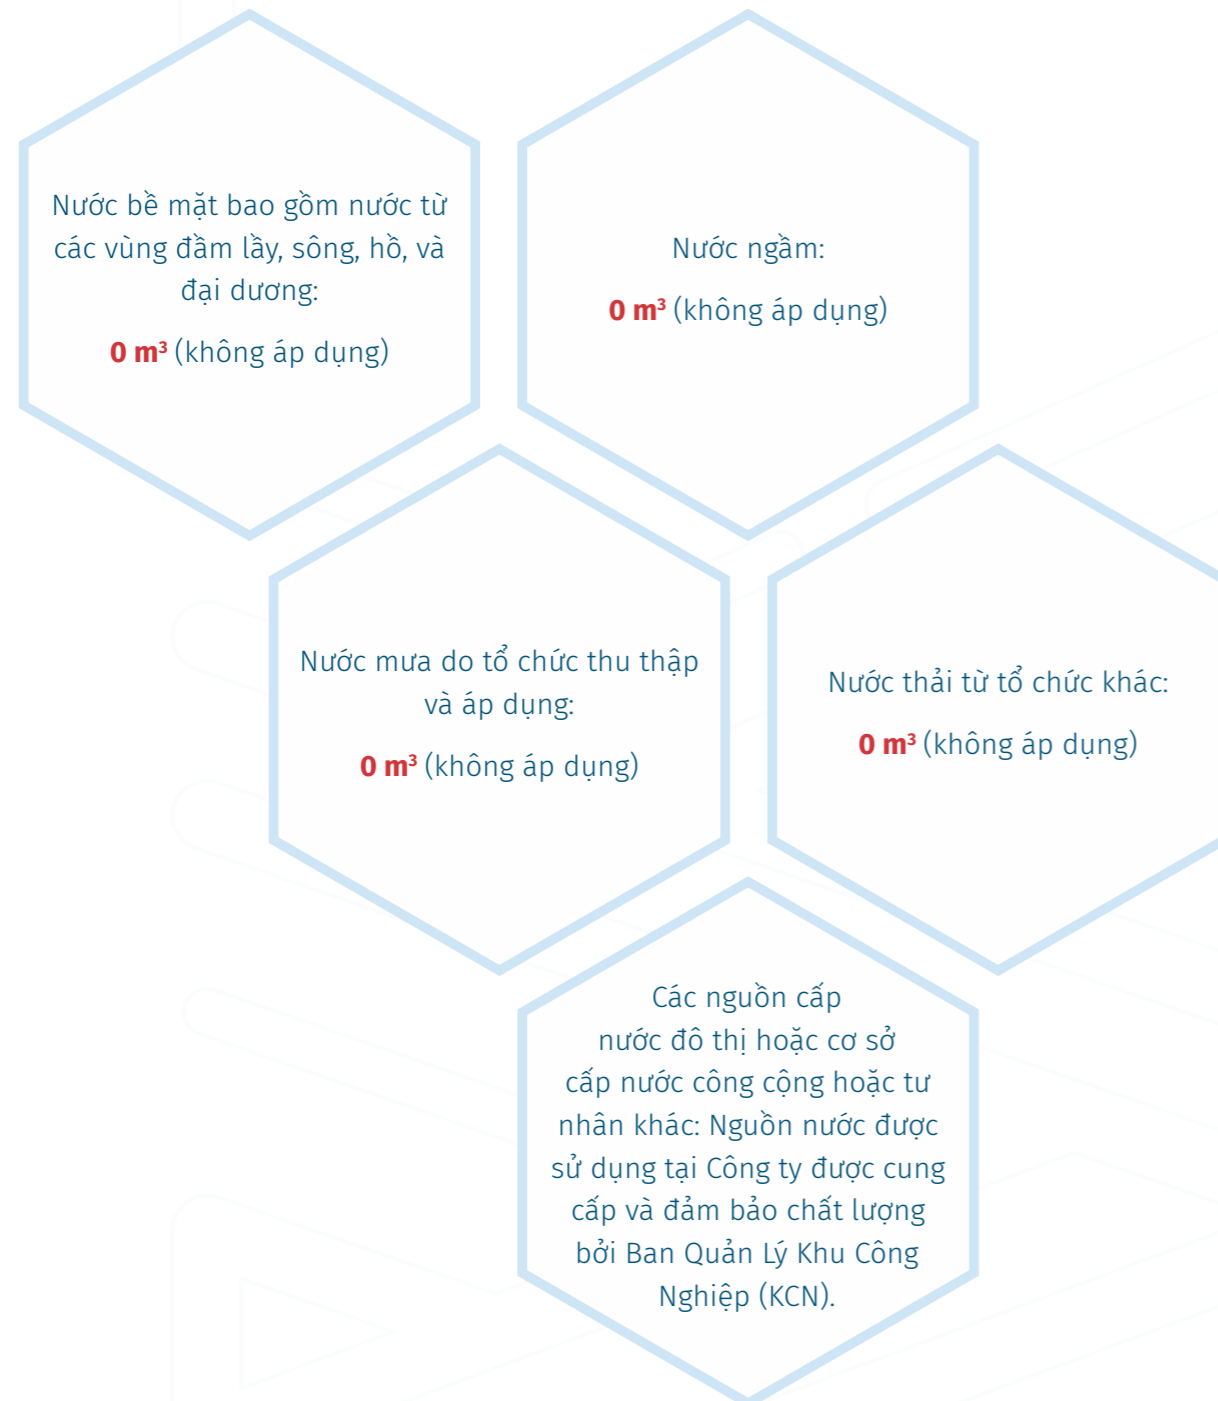 Nước bề mặt bao gồm nước từ
các vùng đầm lầy, sông, hồ, và
đại dương:
0 m³ (không áp dụng)
Nước ngầm:
0 m³ (không áp dụng)
Nước mưa do tổ chức thu thập
và áp dụng:
0 m³ (không áp dụng)
Nước thải từ tổ chức khác:
0 m³ (không áp dụng)
Các nguồn cấp
nước đô thị hoặc cơ sở
cấp nước công cộng hoặc tư
nhân khác: Nguồn nước được
sử dụng tại Công ty được cung
cấp và đảm bảo chất lượng
bởi Ban Quản Lý Khu Công
Nghiệp (KCN).